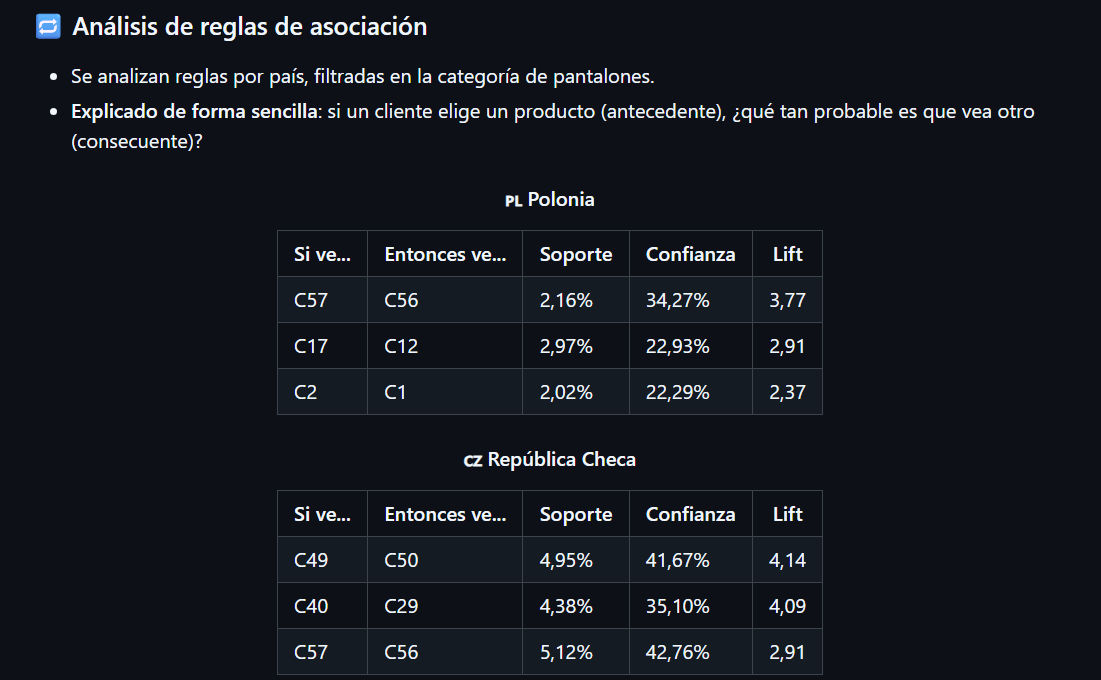 Análisis de reglas de asociación
Se analizan reglas por país, filtradas en la categoría de pantalones.
Explicado de forma sencilla: si un cliente elige un producto (antecedente), ¿qué tan probable es que vea otro
(consecuente)?
PL Polonia
Si ve... Entonces ve... Soporte Confianza Lift
C57 C56 2,16% 34,27% 3,77
C17 C12 2,97% 22,93% 2,91
C2 C1 2,02% 22,29% 2,37
CZ República Checa
Si ve... Entonces ve... Soporte Confianza Lift
C49 C50 4,95% 41,67% 4,14
C40 C29 4,38% 35,10% 4,09
C57 C56 5,12% 42,76% 2,91